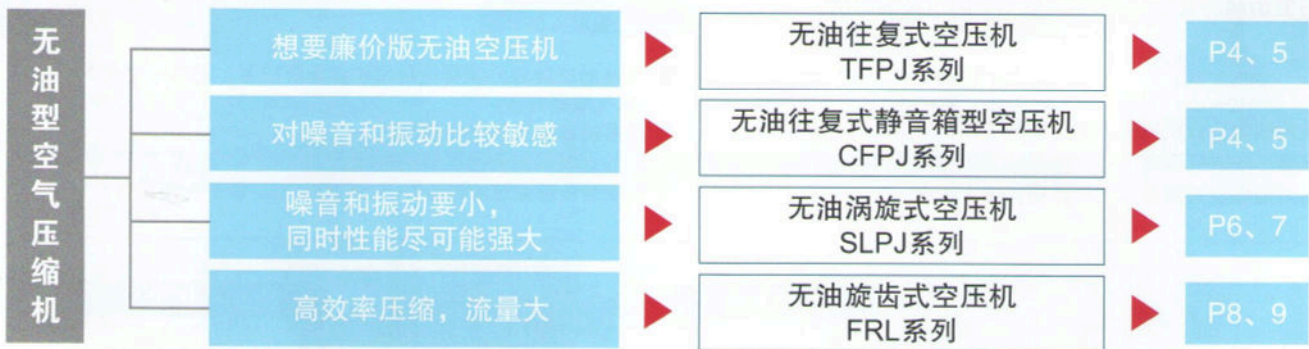 无油型空气压缩机
想要廉价版无油空压机
无油往复式空压机
TFPJ系列
P4、5
对噪音和振动比较敏感
无油往复式静音箱型空压机
CFPJ系列
P4、5
噪音和振动要小，
同时性能尽可能强大
无油涡旋式空压机
SLPJ系列
P6、7
高效率压缩，流量大
无油旋齿式空压机
FRL系列
P8、9